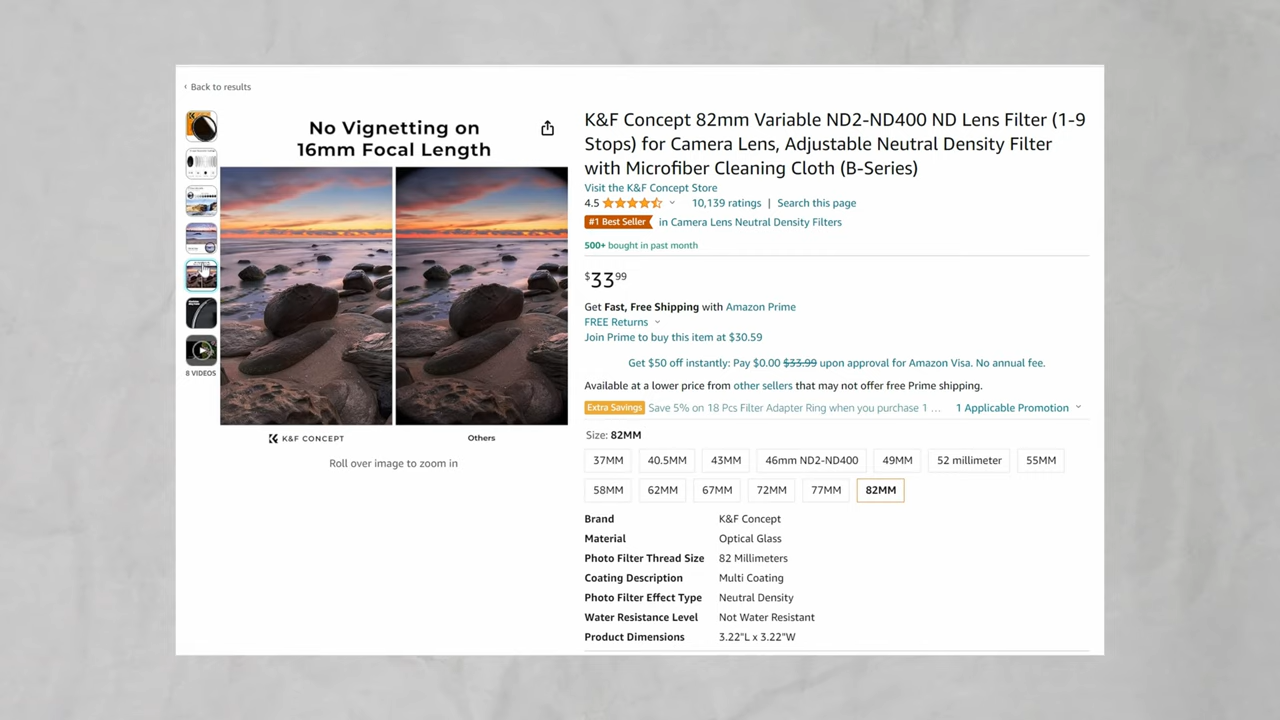 ‹ Back to results
No Vignetting on
16mm Focal Length
K&F CONCEPT
Others
Roll over image to zoom in
8 VIDEOS
K&F Concept 82mm Variable ND2-ND400 ND Lens Filter (1-9
Stops) for Camera Lens, Adjustable Neutral Density Filter
with Microfiber Cleaning Cloth (B-Series)
Visit the K&F Concept Store
4.5 10,139 ratings | Search this page
#1 Best Seller in Camera Lens Neutral Density Filters
500+ bought in past month
$33.99
Get Fast, Free Shipping with Amazon Prime
FREE Returns
Join Prime to buy this item at $30.59
Get $50 off instantly: Pay $0.00 $33.99 upon approval for Amazon Visa. No annual fee.
Available at a lower price from other sellers that may not offer free Prime shipping.
Extra Savings Save 5% on 18 Pcs Filter Adapter Ring when you purchase 1 ... 1 Applicable Promotion
Size: 82MM
37MM 40.5MM 43MM 46mm ND2-ND400 49MM 52 millimeter 55MM
58MM 62MM 67MM 72MM 77MM 82MM
Brand K&F Concept
Material Optical Glass
Photo Filter Thread Size 82 Millimeters
Coating Description Multi Coating
Photo Filter Effect Type Neutral Density
Water Resistance Level Not Water Resistant
Product Dimensions 3.22"L x 3.22"W